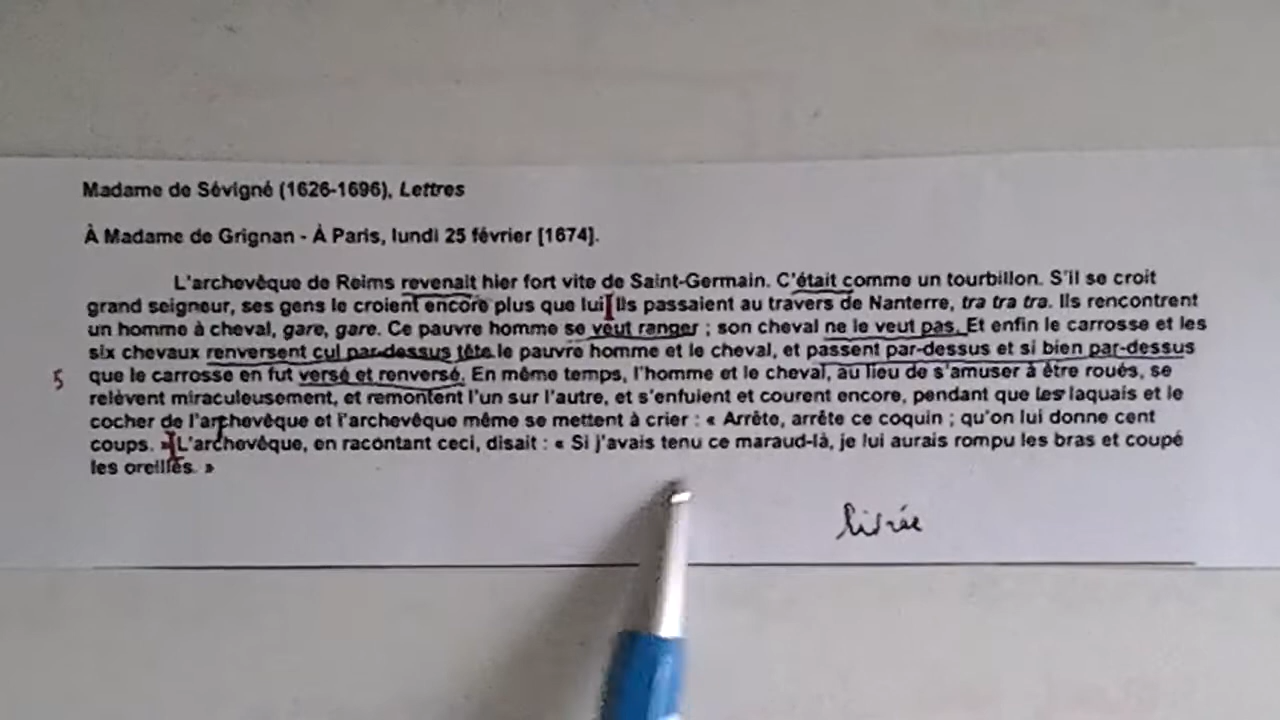 Madame de Sévigné (1626-1696), Lettres
À Madame de Grignan - À Paris, lundi 25 février [1674].
L'archevêque de Reims revenait hier fort vite de Saint-Germain. C'était comme un tourbillon. S'il se croit
grand seigneur, ses gens le croient encore plus que lui. Ils passaient au travers de Nanterre, tra tra tra. Ils rencontrent
un homme à cheval, gare, gare. Ce pauvre homme se veut ranger ; son cheval ne le veut pas. Et enfin le carrosse et les
six chevaux renversent cul par-dessus tête le pauvre homme et le cheval, et passent par-dessus et si bien par-dessus
5 que le carrosse en fut versé et renversé. En même temps, l'homme et le cheval, au lieu de s'amuser à être roués, se
relèvent miraculeusement, et remontent l'un sur l'autre, et s'enfuient et courent encore, pendant que les laquais et le
cocher de l'archevêque et l'archevêque même se mettent à crier : « Arrête, arrête ce coquin ; qu'on lui donne cent
coups. » L'archevêque, en racontant ceci, disait : « Si j'avais tenu ce maraud-là, je lui aurais rompu les bras et coupé
les oreilles. »
livrée